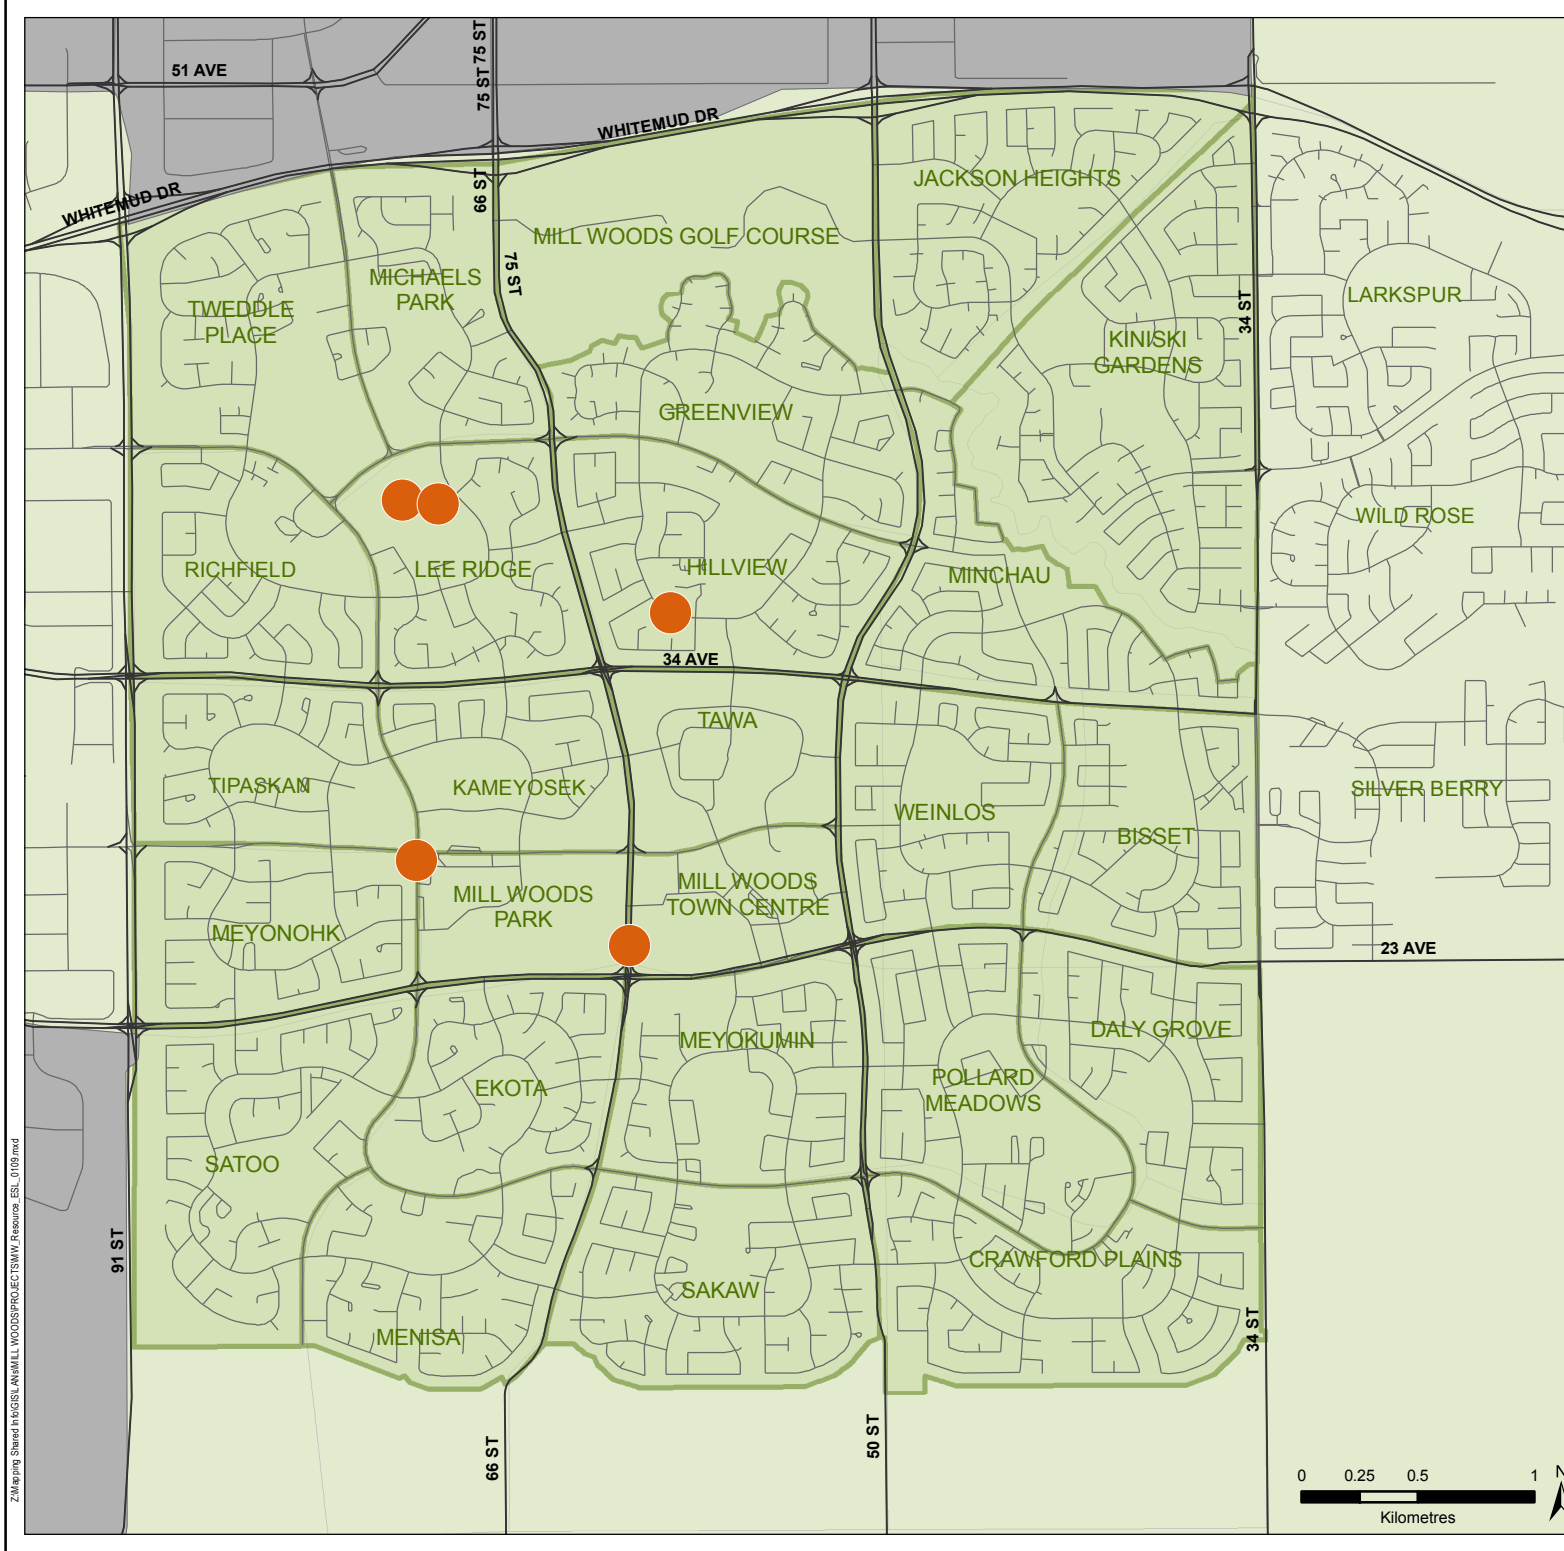 75 ST
51 AVE
75 ST
WHITEMUD DR
JACKSON HEIGHTS
WHITEMUD DR
66 ST
MILL WOODS GOLF COURSE
75 ST
MICHAELS
PARK
LARKSPUR
TWEDDLE
PLACE
34 ST
KINISKI
GARDENS
GREENVIEW
WILD ROSE
RICHFIELD
LEE RIDGE
HILLVIEW
MINCHAU
34 AVE
TAWA
TIPASKAN
KAMEYOSEK
SILVER BERRY
WEINLOS
BISSET
MILL WOODS
PARK
MILL WOODS
TOWN CENTRE
MEYONOHK
23 AVE
DALY GROVE
MEYOKUMIN
EKOTA
POLLARD
MEADOWS
SATOO
91 ST
CRAWFORD PLAINS
SAKAW
34 ST
MENISA
50 ST
66 ST
0 0.25 0.5 1
Kilometres
N